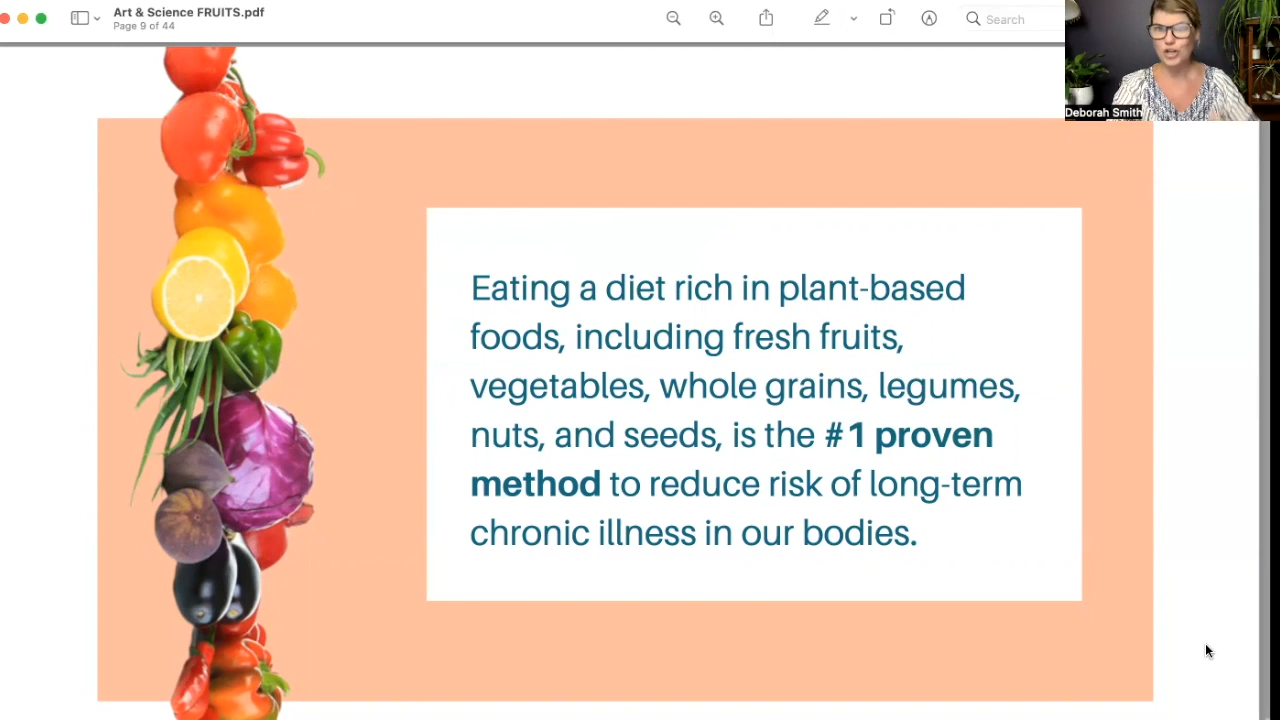 Art & Science FRUITS.pdf
Page 9 of 44
Search
Deborah Smith
Eating a diet rich in plant-based
foods, including fresh fruits,
vegetables, whole grains, legumes,
nuts, and seeds, is the #1 proven
method to reduce risk of long-term
chronic illness in our bodies.